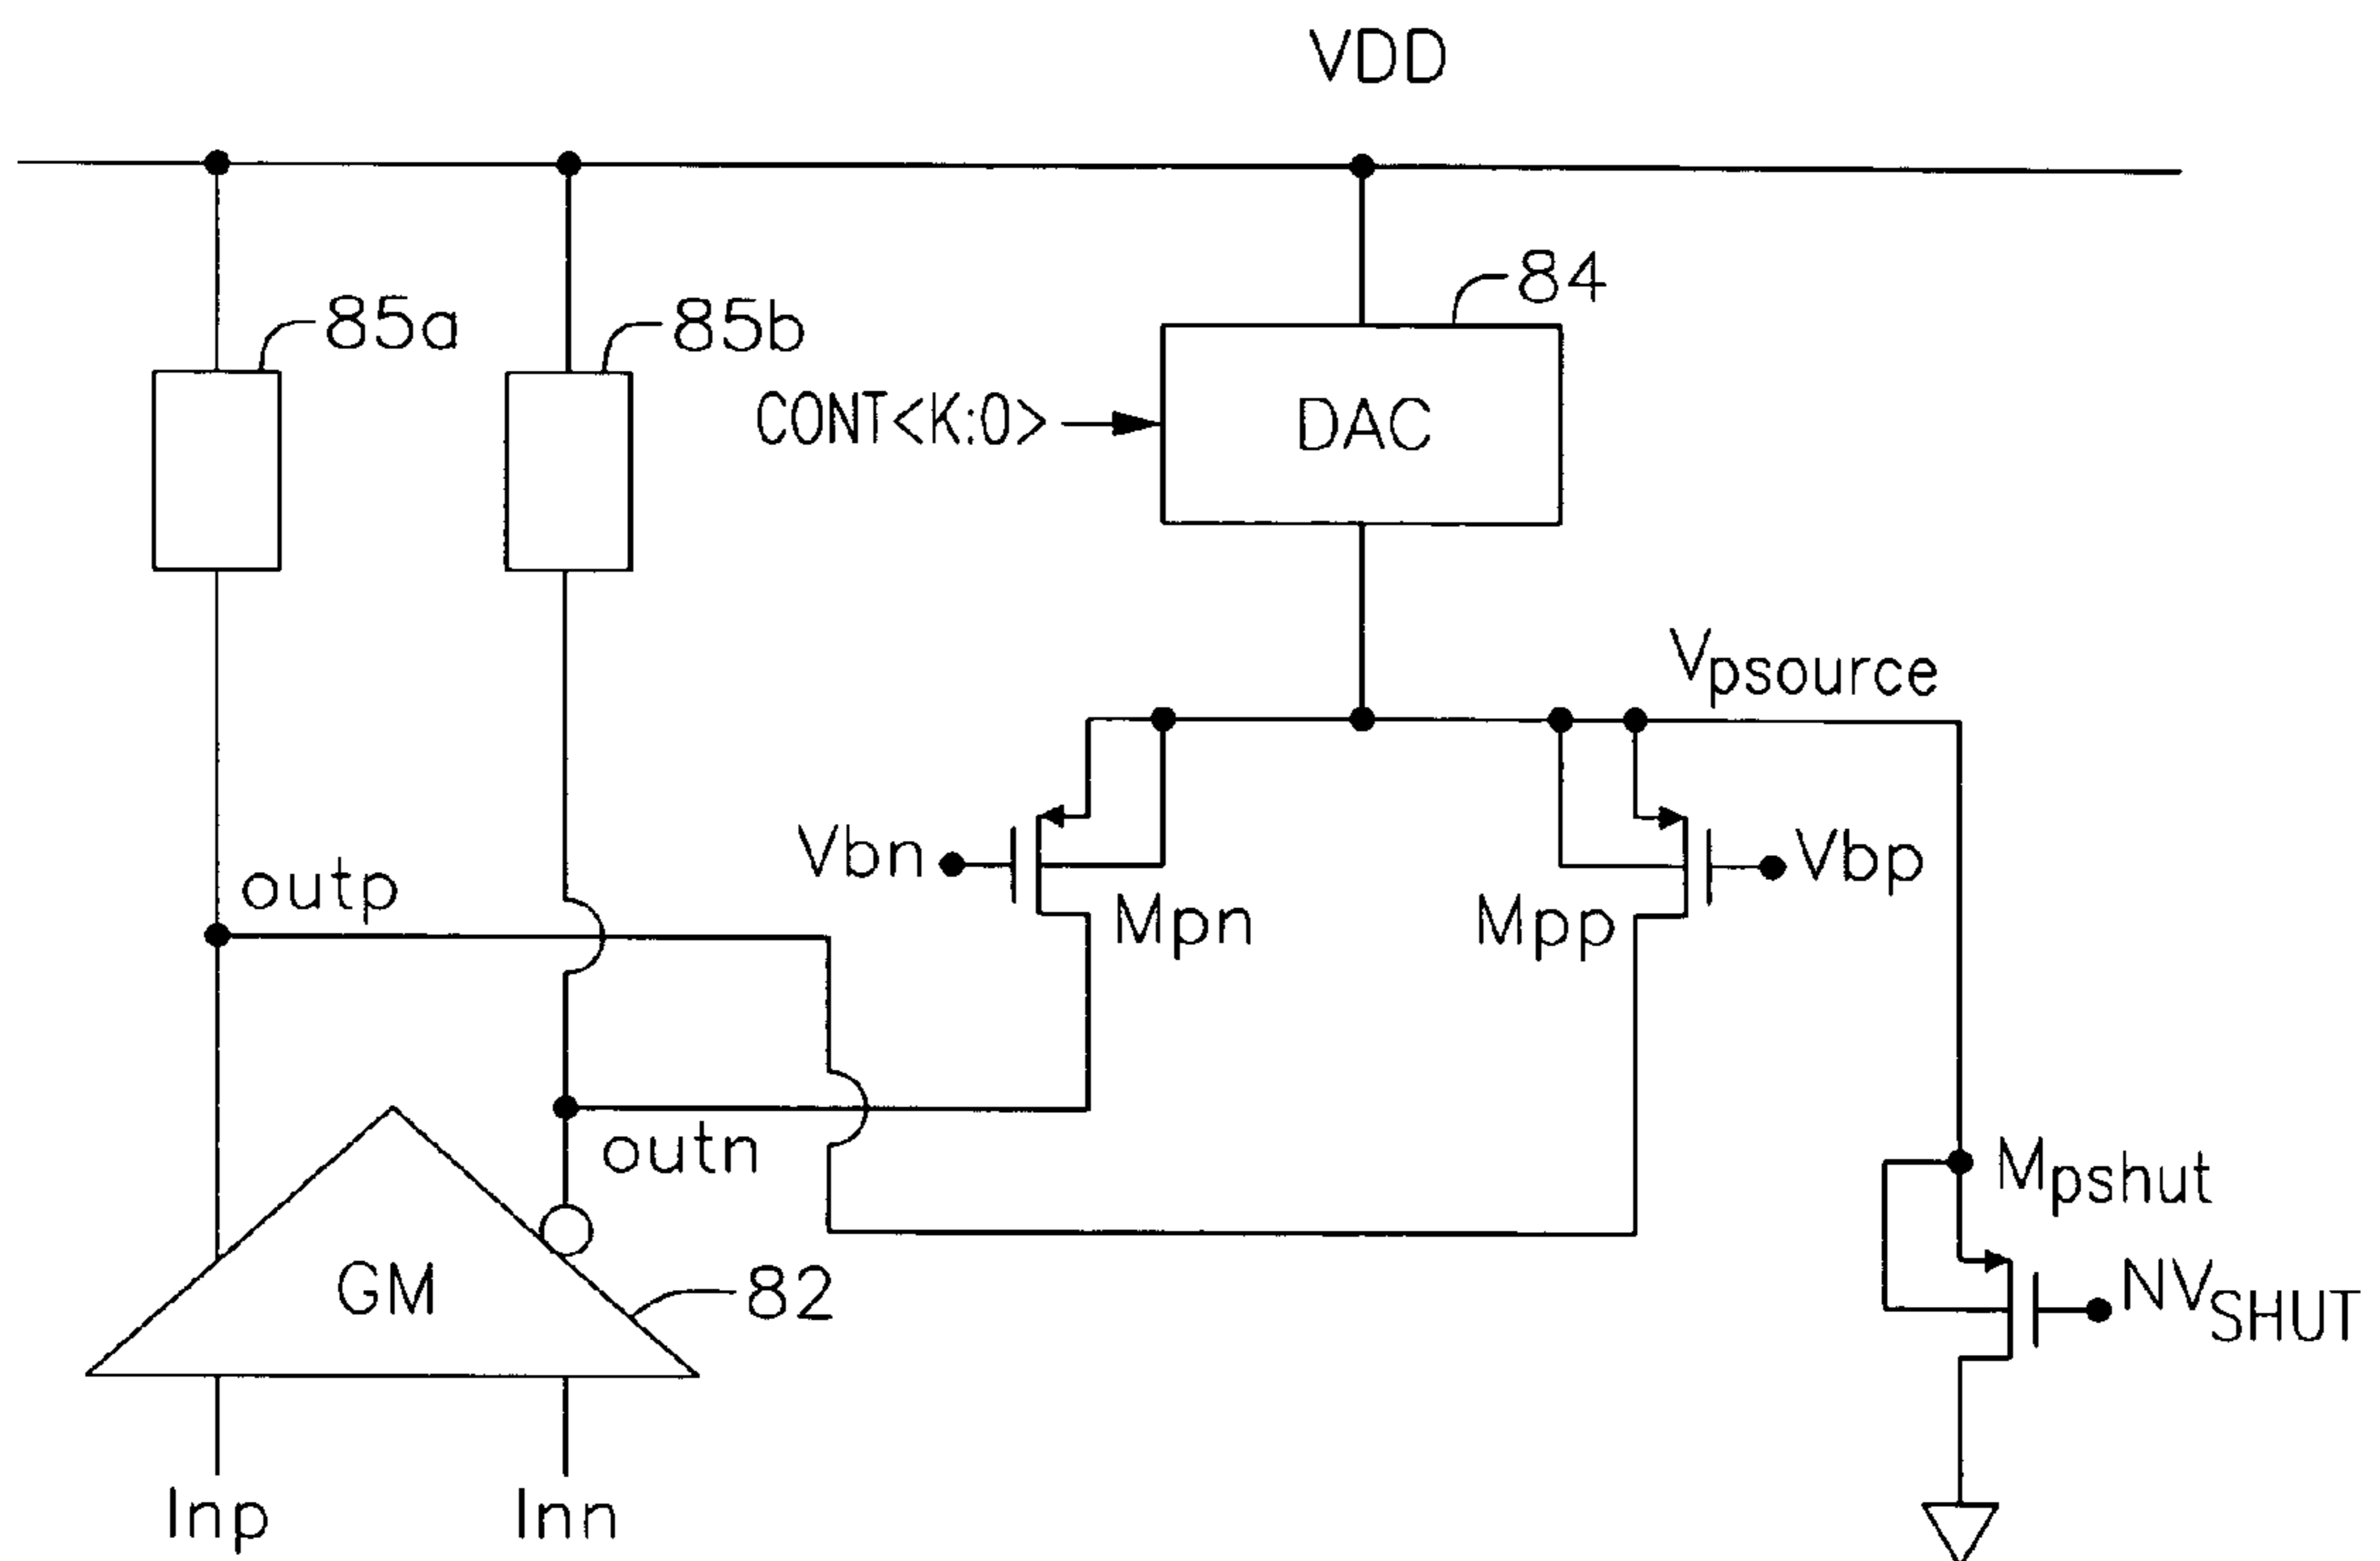 VDD
84
85a
85b
CONT<K:0>
DAC
Vpsource
Vbn
Vbp
outp
Mpn
Mpp
outn
Mpshut
GM
82
NVSHUT
Inp
Inn